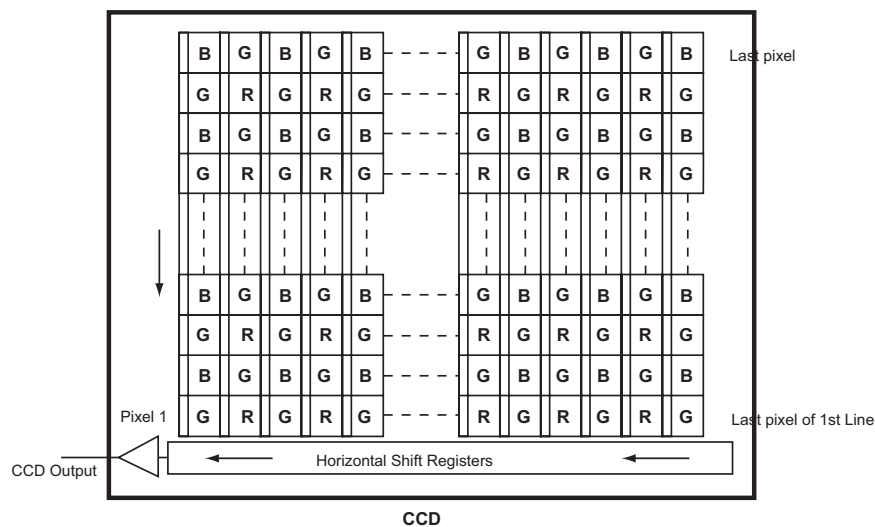 B G B G B G B G B G B Last pixel
G R G R G R G R G R G
B G B G B G B G B G B
G R G R G R G R G R G
B G B G B G B G B G B
G R G R G R G R G R G
B G B G B G B G B G B
Pixel 1
G R G R G R G R G R G Last pixel of 1st Line
Horizontal Shift Registers
CCD Output
CCD